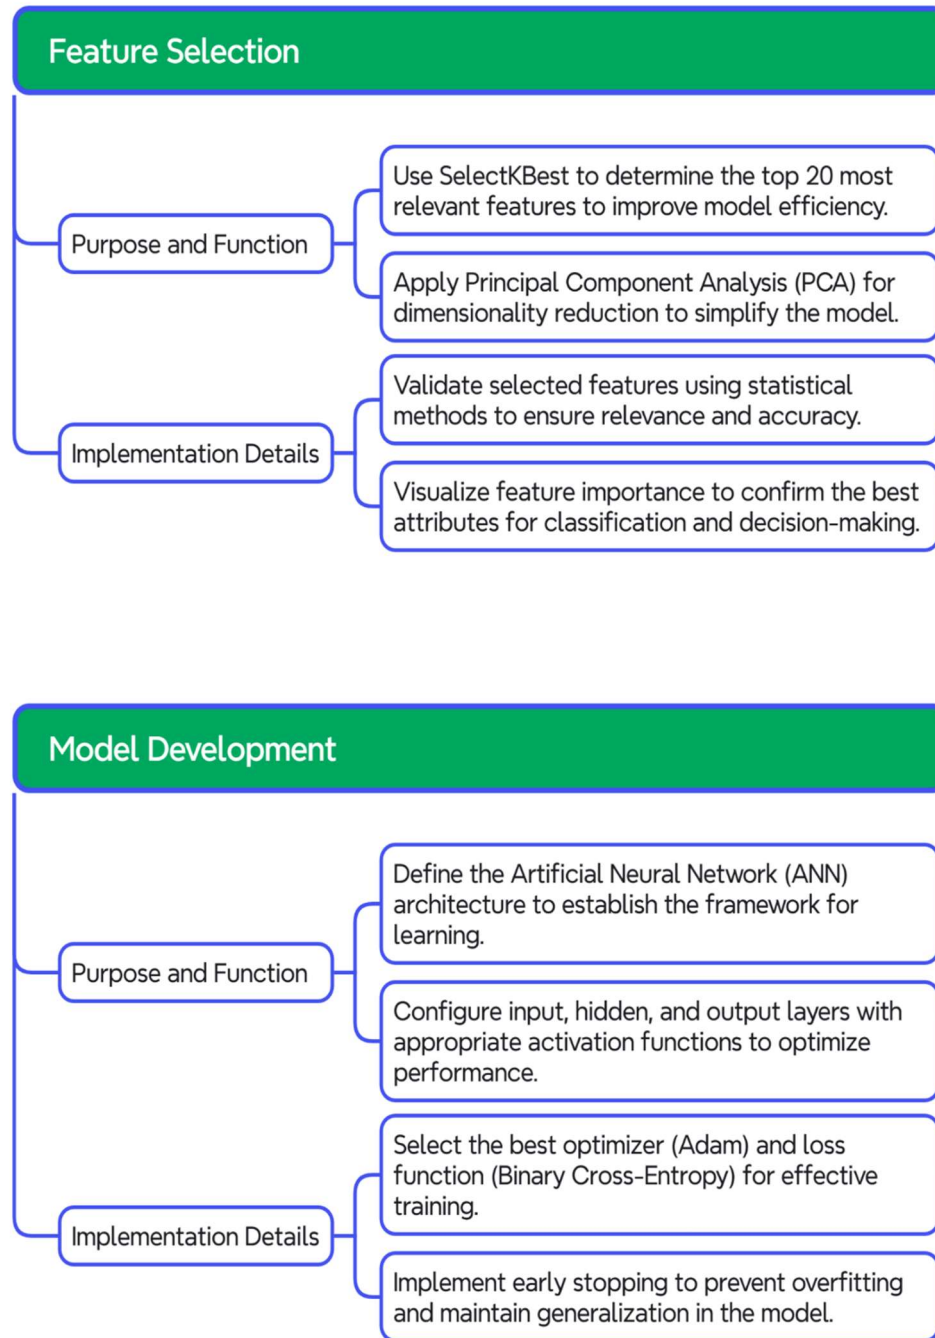 Feature Selection
Purpose and Function
Use SelectKBest to determine the top 20 most
relevant features to improve model efficiency.
Apply Principal Component Analysis (PCA) for
dimensionality reduction to simplify the model.
Implementation Details
Validate selected features using statistical
methods to ensure relevance and accuracy.
Visualize feature importance to confirm the best
attributes for classification and decision-making.
Model Development
Purpose and Function
Define the Artificial Neural Network (ANN)
architecture to establish the framework for
learning.
Configure input, hidden, and output layers with
appropriate activation functions to optimize
performance.
Implementation Details
Select the best optimizer (Adam) and loss
function (Binary Cross-Entropy) for effective
training.
Implement early stopping to prevent overfitting
and maintain generalization in the model.